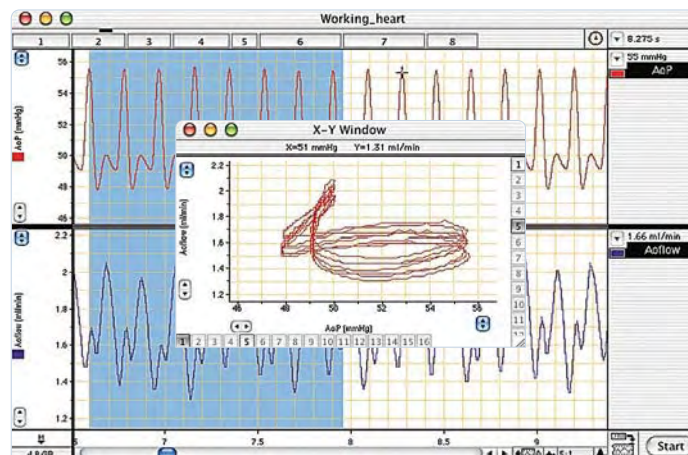 Working_heart
1 2 3 4 5 6 7 8
8.275 s
56
54
52
50
48
46
AoP (mmHg)
55 mmHg
AoP
X-Y Window
X=51 mmHg Y=1.31 ml/min
2.2
2.0
1.8
1.6
1.4
1.2
Aoflow (ml/min)
46 48 50 52 54 56
AoP (mmHg)
1 2 3 4 5 6 7 8 9 10 11 12 13 14 15 16
1
2
3
4
5
6
7
8
9
10
11
2.2
2
1.8
1.6
1.4
1.2
Aoflow (ml/min)
1.66 ml/min
Aoflow
7 7.5 8 8.5 9
5:1
Start